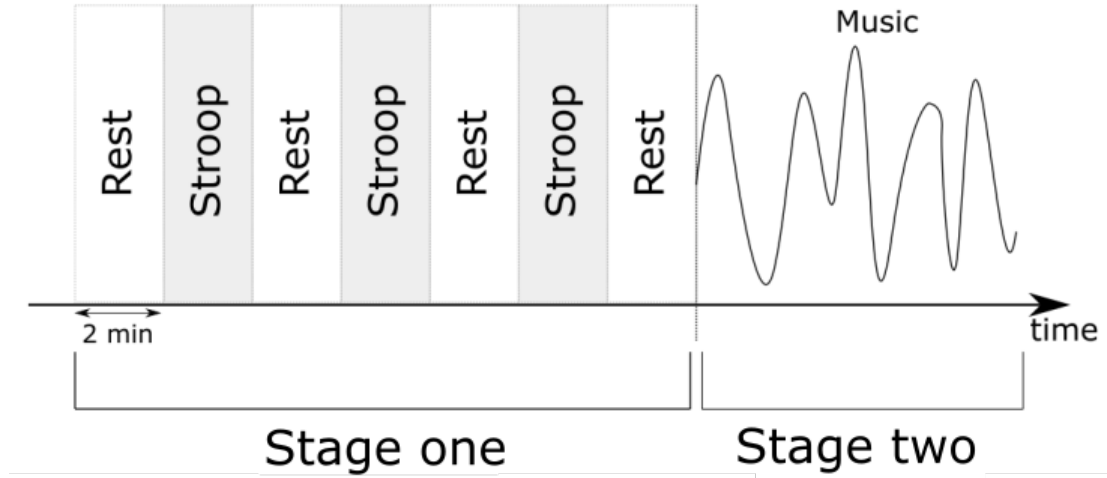 Music
Rest
Stroop
Rest
Stroop
Rest
Stroop
Rest
2 min
time
Stage one
Stage two